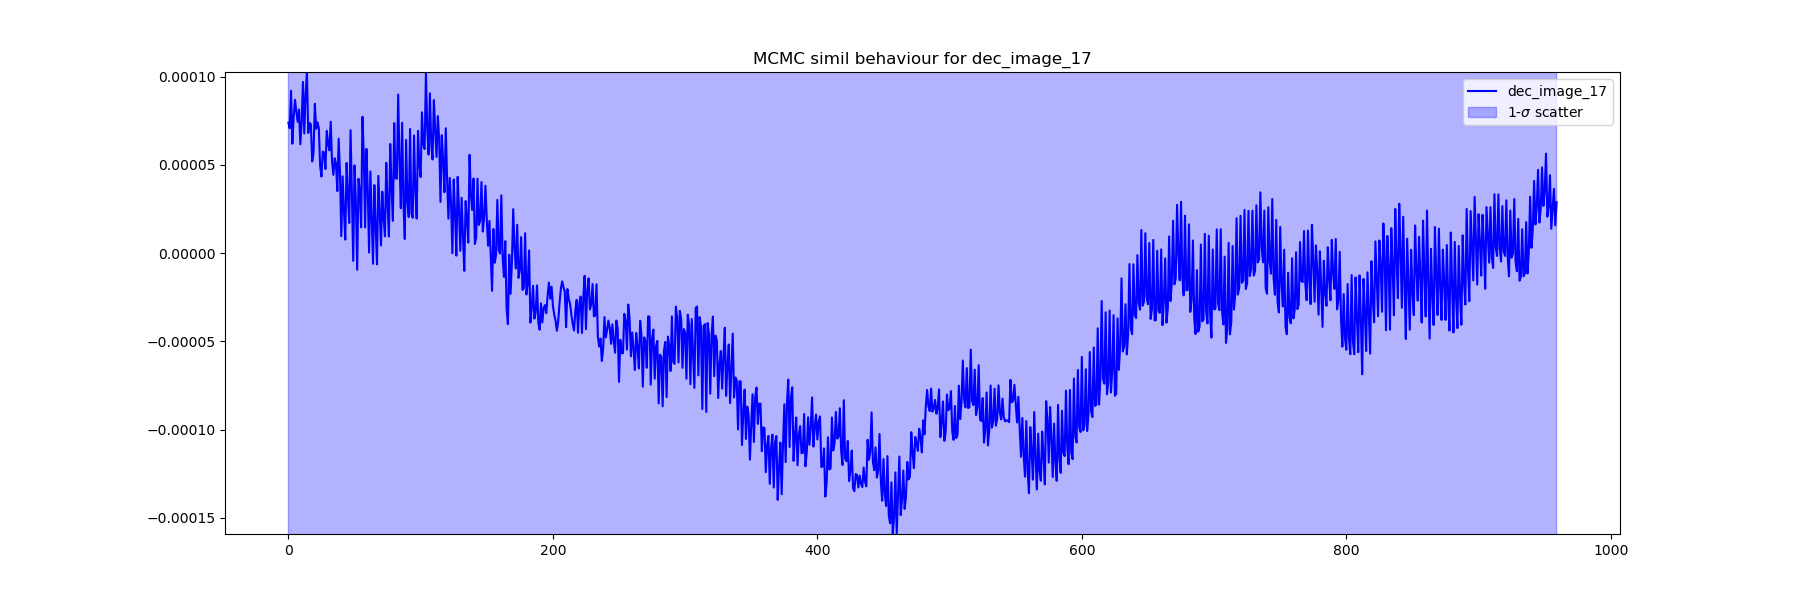 MCMC simil behaviour for dec_image_17
0.00010
0.00005
0.00000
−0.00005
−0.00010
−0.00015
dec_image_17
1-σ scatter
0 200 400 600 800 1000